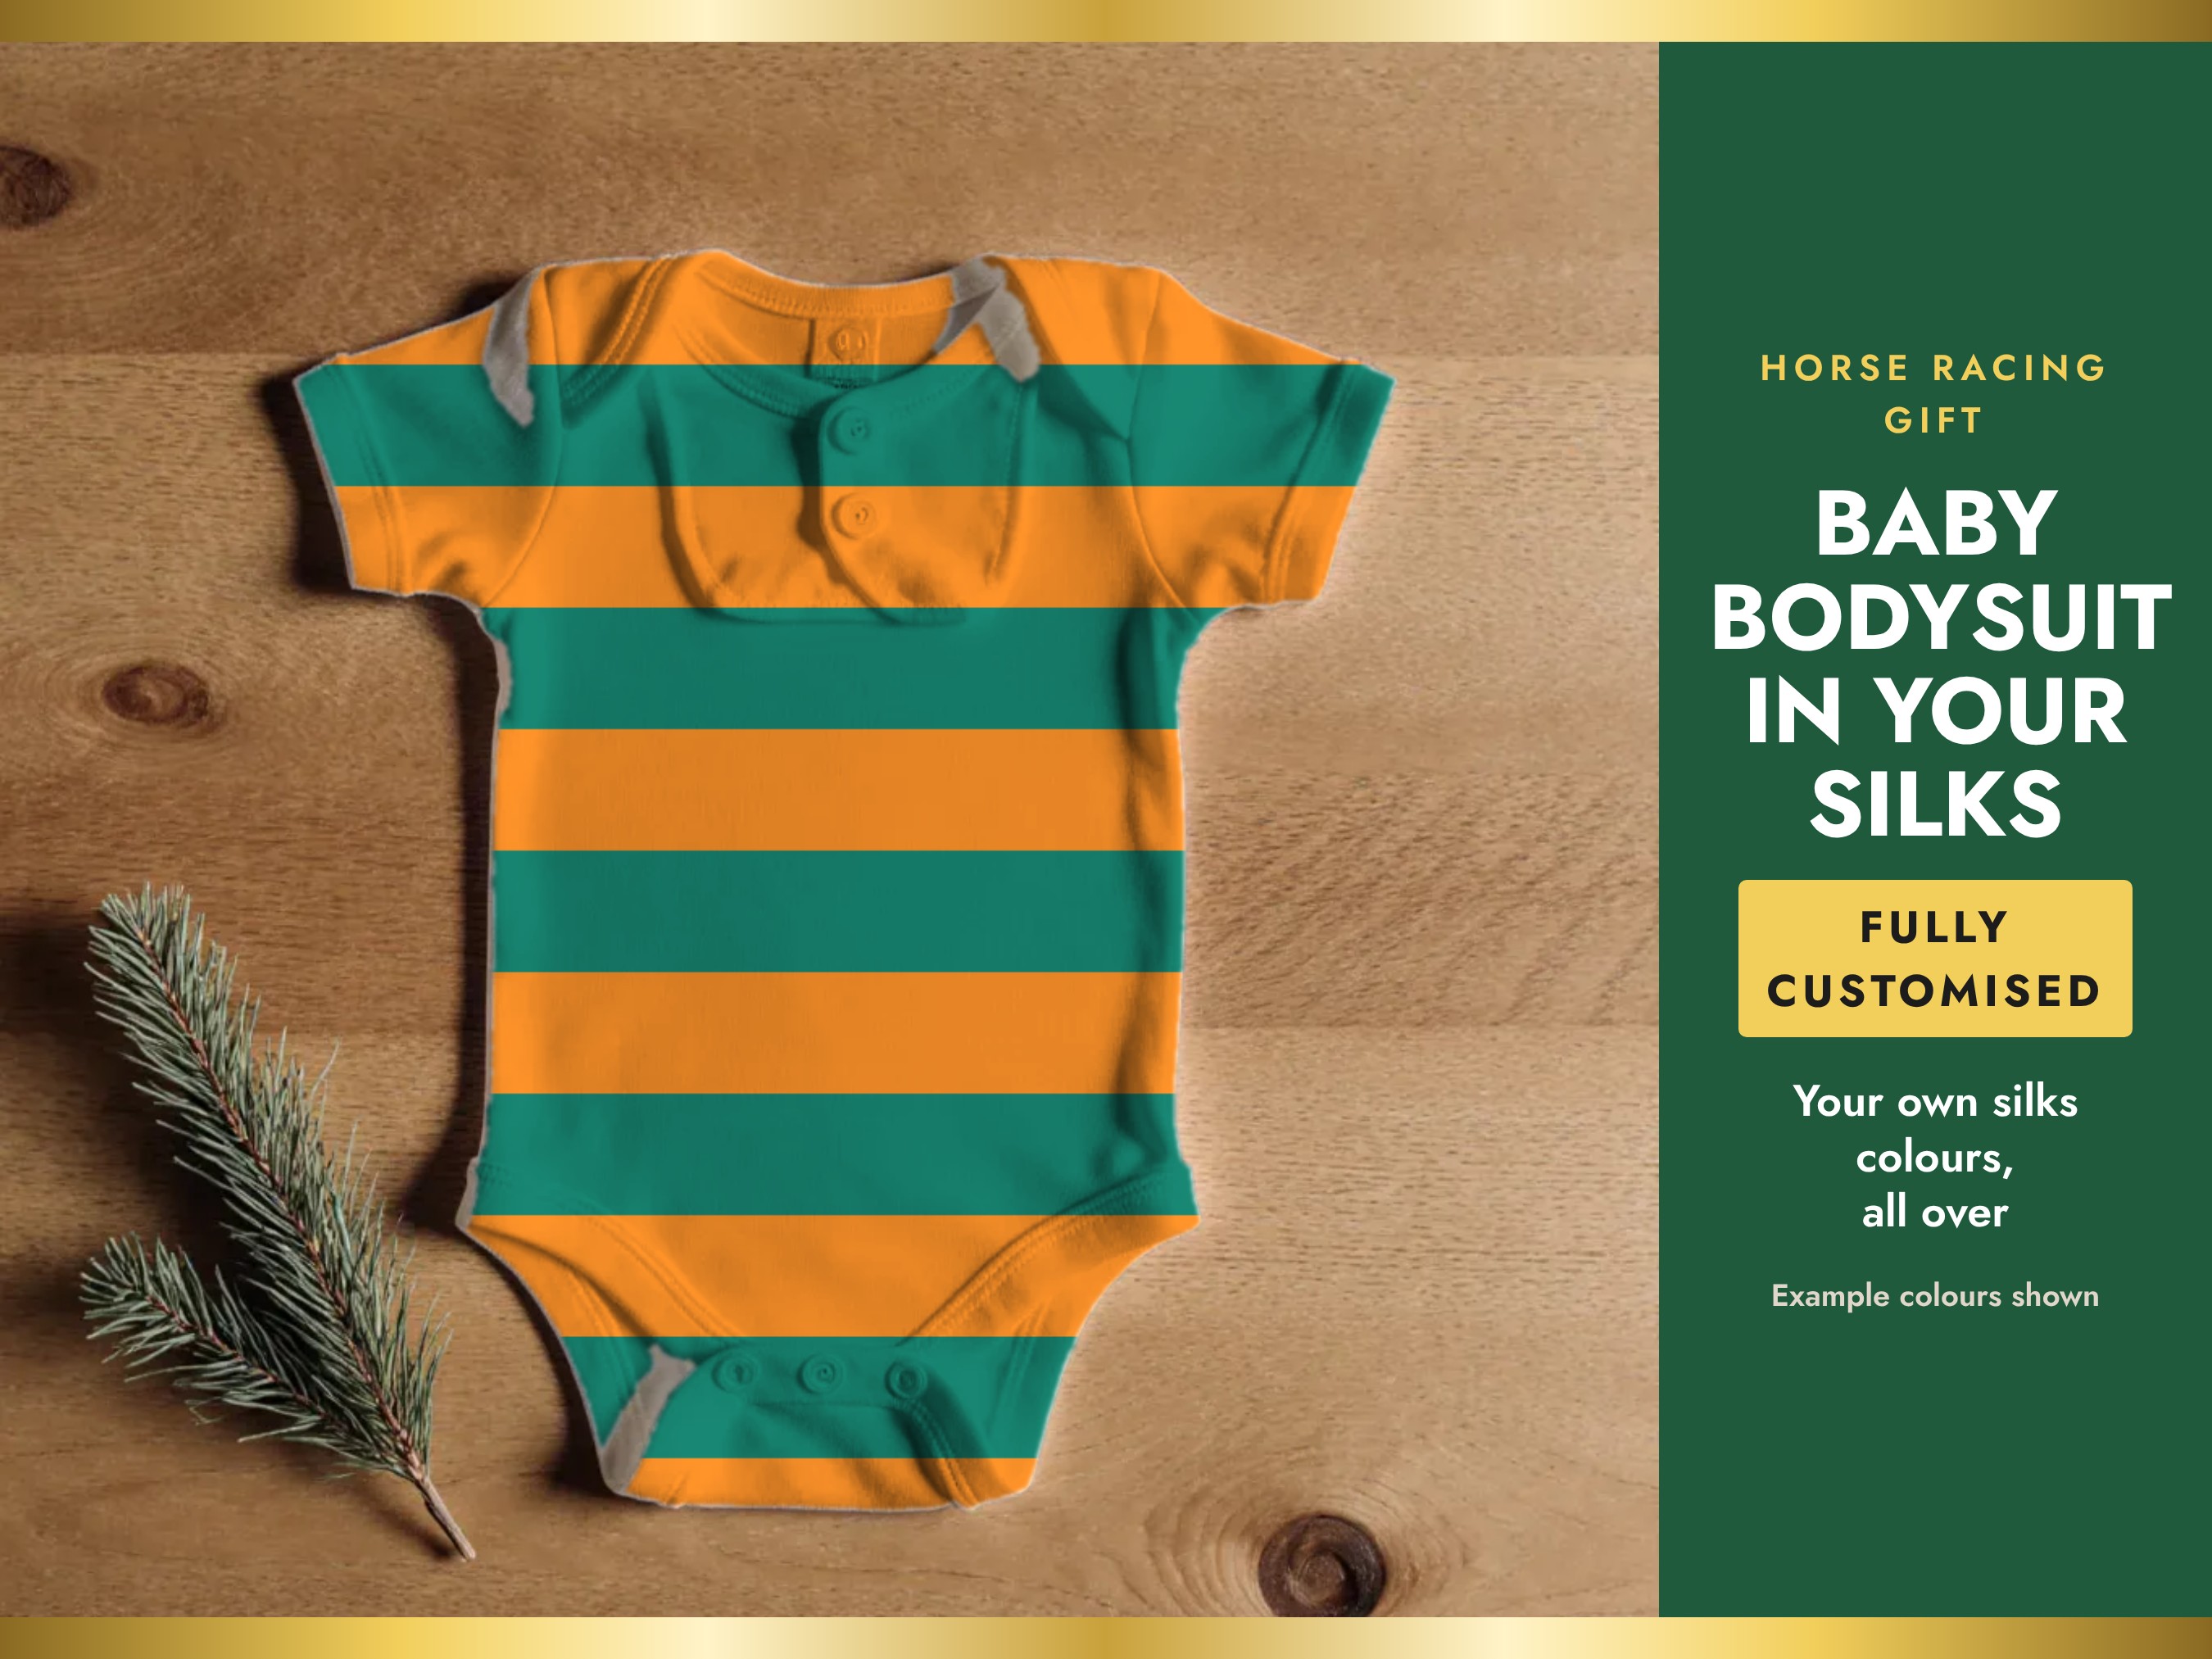 HORSE RACING
GIFT
BABY
BODYSUIT
IN YOUR
SILKS
FULLY
CUSTOMISED
Your own silks
colours,
all over
Example colours shown